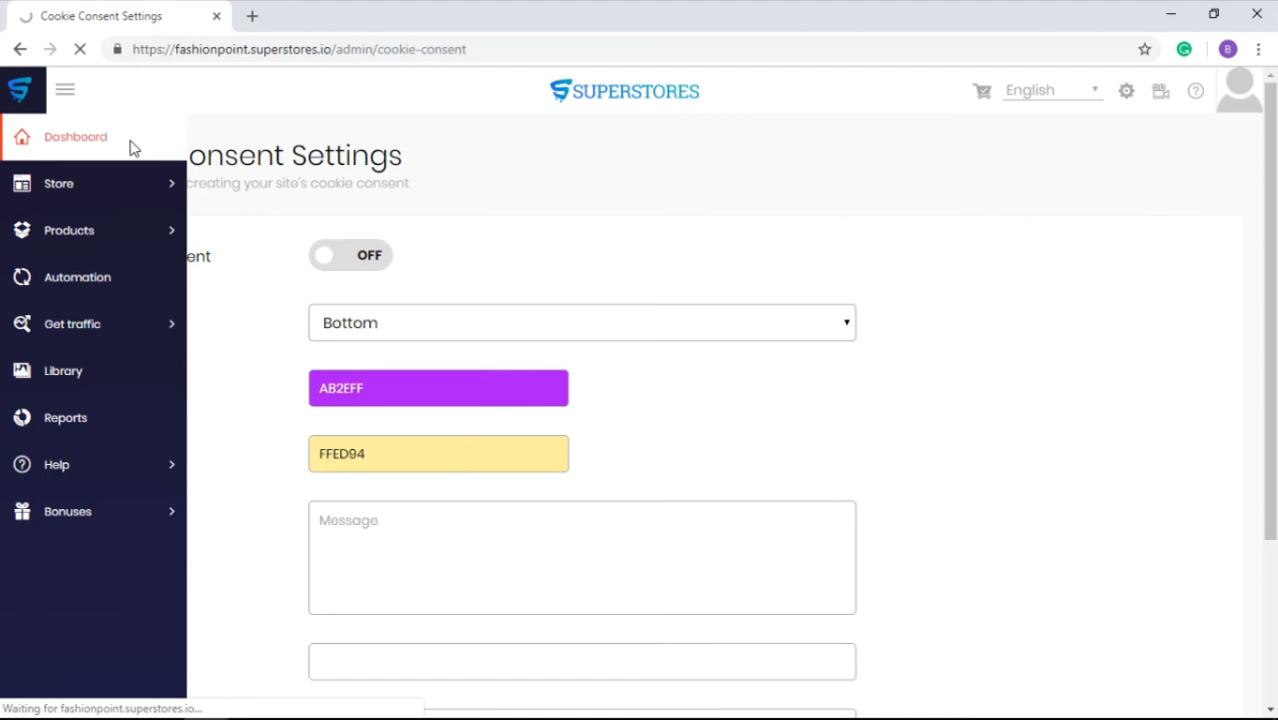 Cookie Consent Settings
https://fashionpoint.superstores.io/admin/cookie-consent
B
SUPERSTORES
English
Dashboard
Store
Products
Automation
Get traffic
Library
Reports
Help
Bonuses
onsent Settings
creating your site's cookie consent
ent
OFF
Bottom
AB2EFF
FFED94
Message
Waiting for fashionpoint.superstores.io...